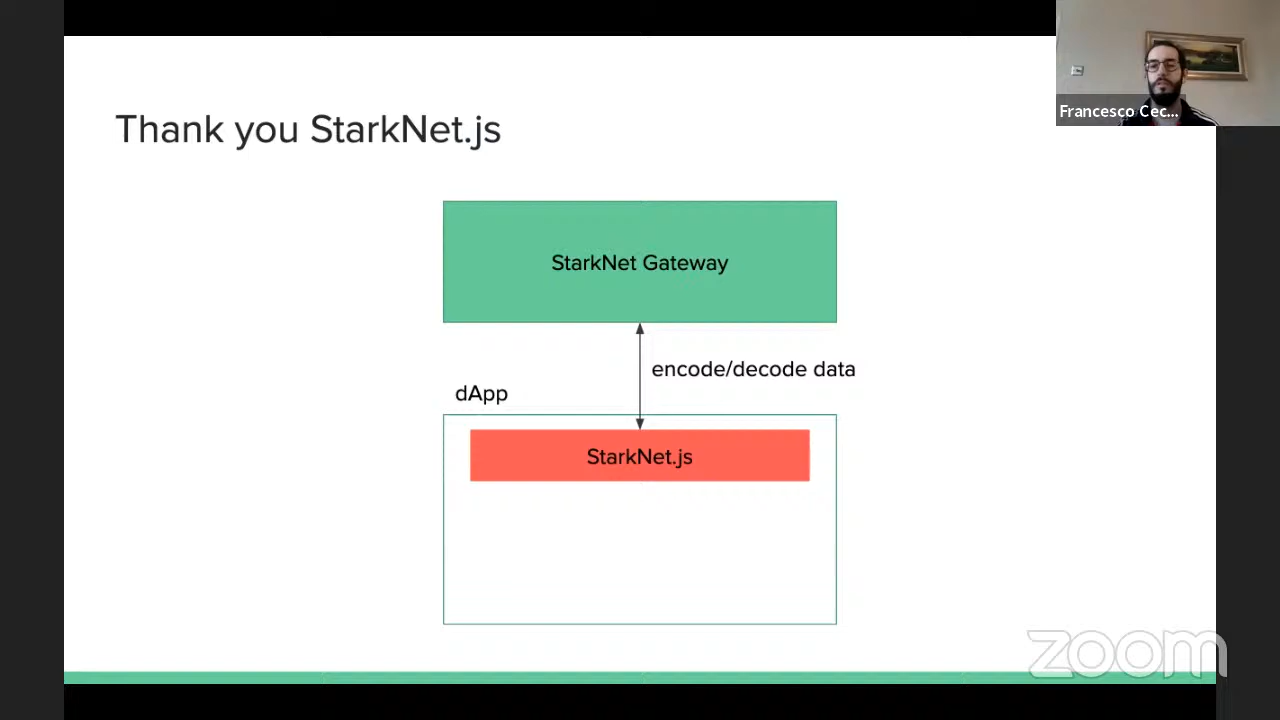 Thank you StarkNet.js
Francesco Cec...
StarkNet Gateway
encode/decode data
dApp
StarkNet.js
zoom